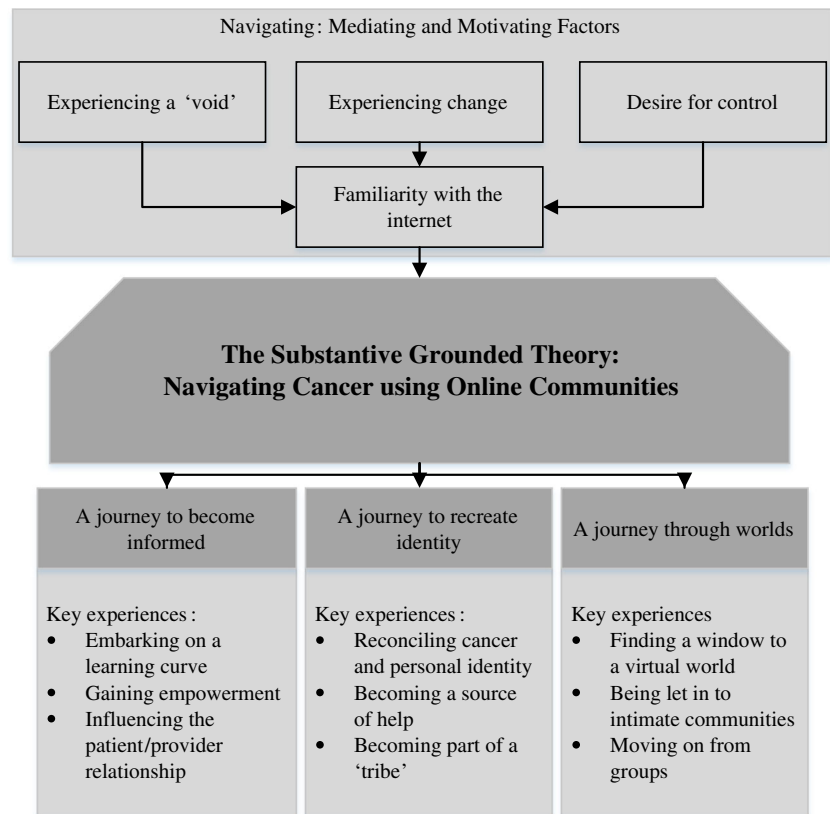 Navigating: Mediating and Motivating Factors
Experiencing a ‘void’
Experiencing change
Desire for control
Familiarity with the
internet
The Substantive Grounded Theory:
Navigating Cancer using Online Communities
A journey to become
informed
Key experiences :
• Embarking on a
learning curve
• Gaining empowerment
• Influencing the
patient/provider
relationship
A journey to recreate
identity
Key experiences :
• Reconciling cancer
and personal identity
• Becoming a source
of help
• Becoming part of a
‘tribe’
A journey through worlds
Key experiences
• Finding a window to
a virtual world
• Being let in to
intimate communities
• Moving on from
groups